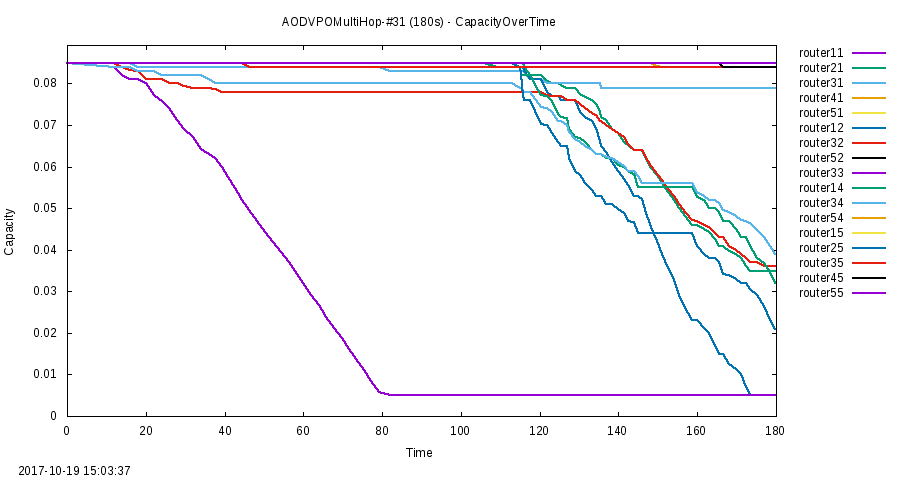 AODVPOMultiHop-#31 (180s) - CapacityOverTime
router11
router21
router31
router41
router51
router12
router32
router52
router33
router14
router34
router54
router15
router25
router35
router45
router55
0.08
0.07
0.06
0.05
0.04
0.03
0.02
0.01
0
Capacity
0 20 40 60 80 100 120 140 160 180
Time
2017-10-19 15:03:37